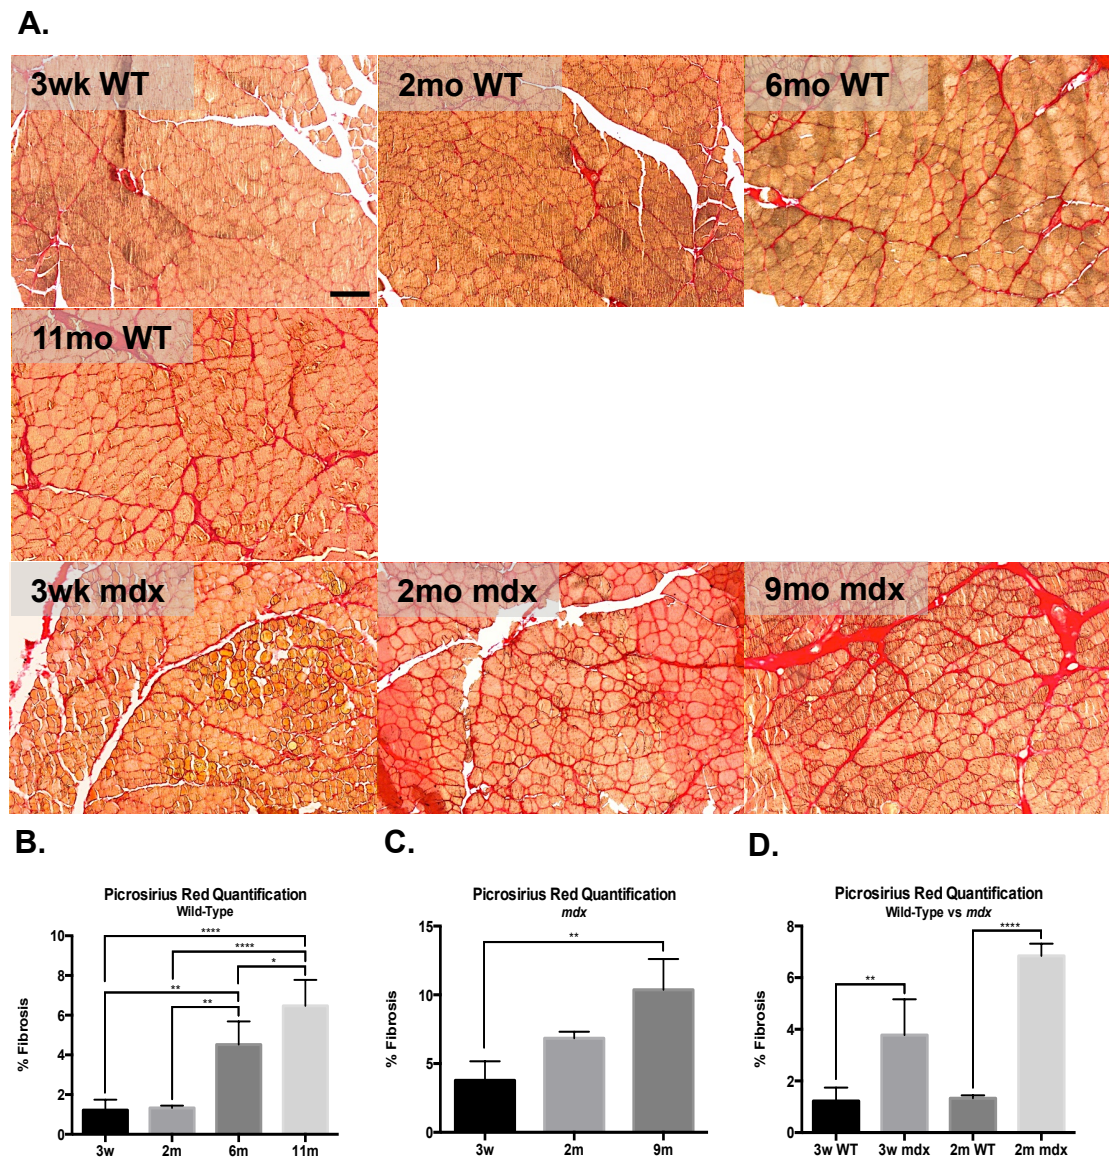 A.
3wk WT
2mo WT
6mo WT
11mo WT
3wk mdx
2mo mdx
9mo mdx
B.
Picrosirius Red Quantification
Wild-Type
% Fibrosis
10
8
6
4
2
0
****
****
*
**
**
3w 2m 6m 11m
C.
Picrosirius Red Quantification
mdx
% Fibrosis
15
10
5
0
**
3w 2m 9m
D.
Picrosirius Red Quantification
Wild-Type vs mdx
% Fibrosis
8
6
4
2
0
****
**
3w WT 3w mdx 2m WT 2m mdx